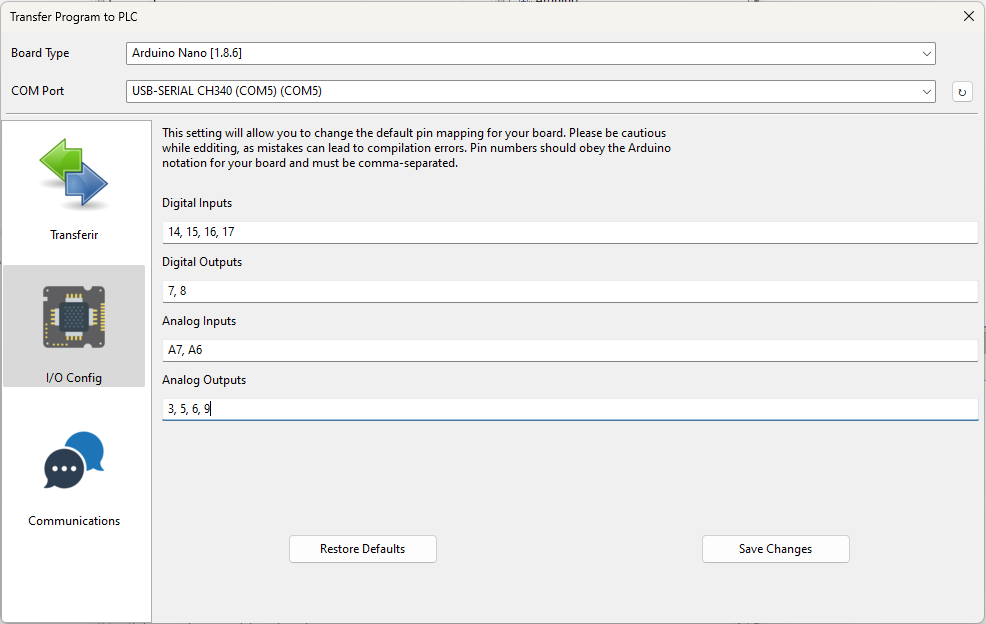 Transfer Program to PLC
Board Type
Arduino Nano [1.8.6]
COM Port
USB-SERIAL CH340 (COM5) (COM5)
This setting will allow you to change the default pin mapping for your board. Please be cautious
while editting, as mistakes can lead to compilation errors. Pin numbers should obey the Arduino
notation for your board and must be comma-separated.
Transferir
I/O Config
Communications
Digital Inputs
14, 15, 16, 17
Digital Outputs
7, 8
Analog Inputs
A7, A6
Analog Outputs
3, 5, 6, 9
Restore Defaults
Save Changes